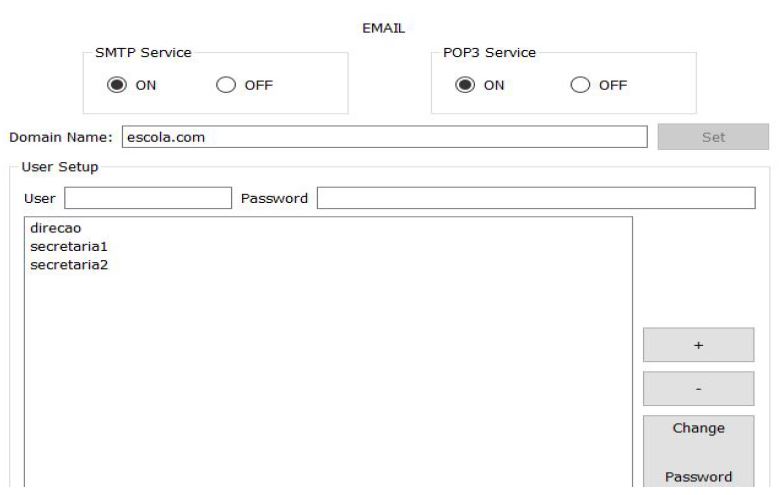 EMAIL
SMTP Service
POP3 Service
ON OFF
ON OFF
Domain Name: escola.com Set
User Setup
User Password
direcao
secretaria1
secretaria2
+
-
Change
Password